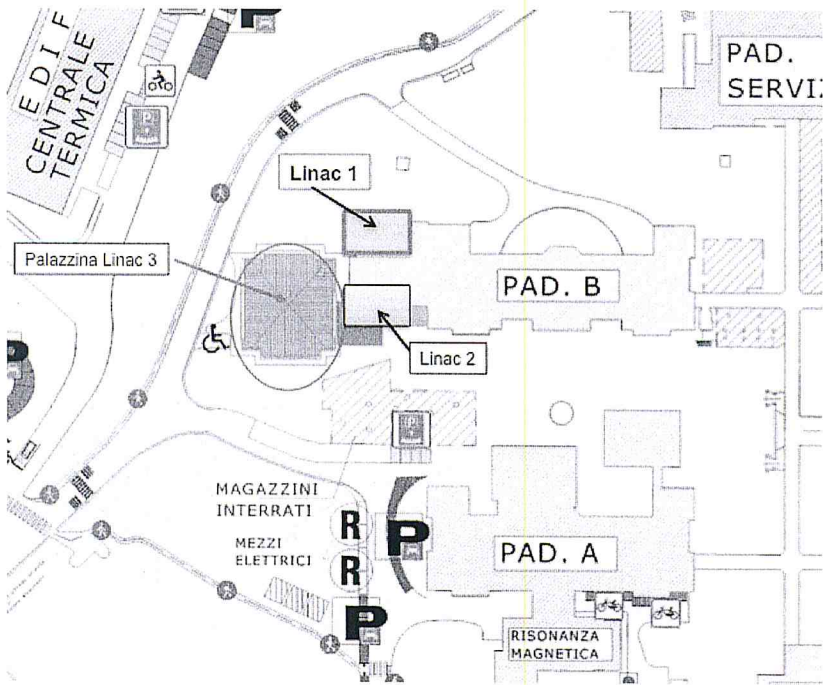 P
EDIF
CENTRALE
TERMICA
PAD.
SERVIZ
Linac 1
Palazzina Linac 3
PAD. B
Linac 2
P
MAGAZZINI
INTERRATI
MEZZI
ELETTRICI
R
R
P
P
PAD. A
RISONANZA
MAGNETICA